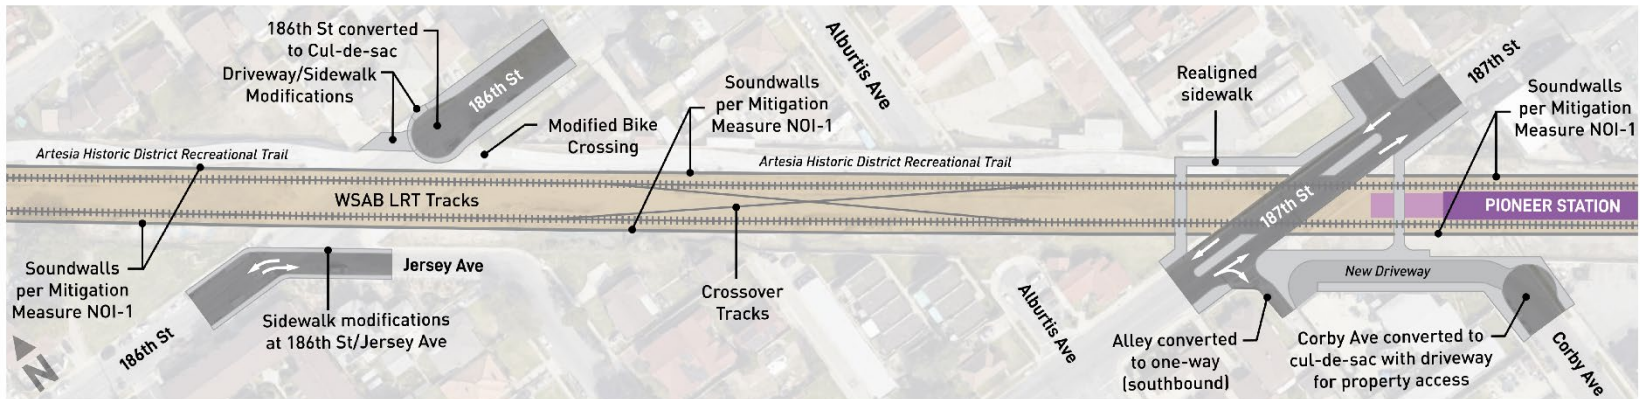 186th St converted
to Cul-de-sac
Driveway/Sidewalk
Modifications
186th St
Modified Bike
Crossing
Soundwalls
per Mitigation
Measure NOI-1
Alburtis Ave
Realigned
sidewalk
187th St
Soundwalls
per Mitigation
Measure NOI-1
Artesia Historic District Recreational Trail
Artesia Historic District Recreational Trail
WSAB LRT Tracks
187th St
PIONEER STATION
Soundwalls
per Mitigation
Measure NOI-1
Jersey Ave
Sidewalk modifications
at 186th St/Jersey Ave
186th St
N
Crossover
Tracks
Alburtis Ave
New Driveway
Alley converted
to one-way
(southbound)
Corby Ave converted to
cul-de-sac with driveway
for property access
Corby Ave